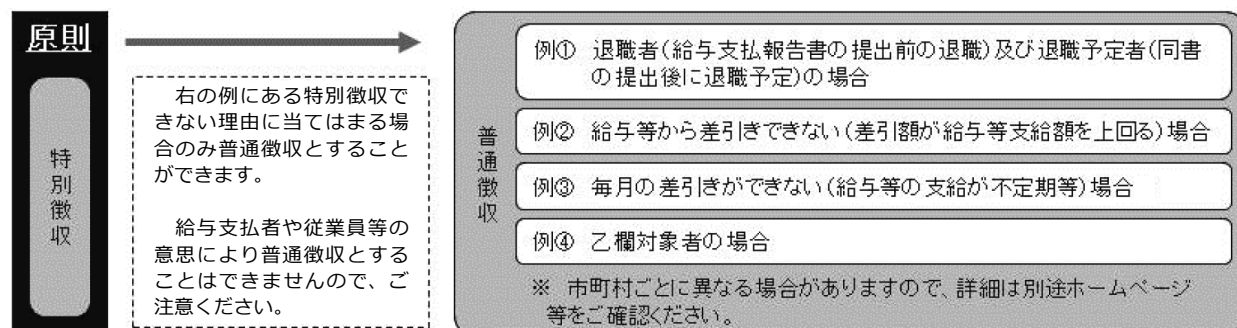 原則
特別徴収
右の例にある特別徴収で
きない理由に当てはまる場
合のみ普通徴収とすること
ができます。
給与支払者や従業員等の
意思により普通徴収とする
ことはできませんので、ご
注意ください。
普通徴収
例① 退職者(給与支払報告書の提出前の退職)及び退職予定者(同書
の提出後に退職予定)の場合
例② 給与等から差引きできない(差引額が給与等支給額を上回る)場合
例③ 毎月の差引きができない(給与等の支給が不定期等)場合
例④ 乙欄対象者の場合
※ 市町村ごとに異なる場合がありますので、詳細は別途ホームページ
等をご確認ください。